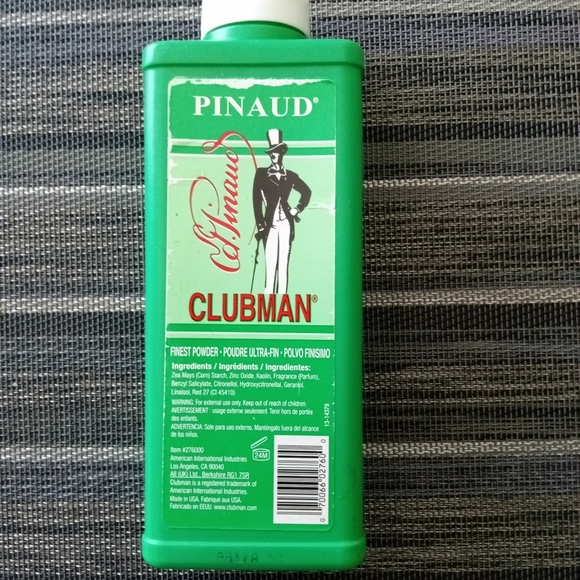 PINAUD®
Ed. Pinaud
CLUBMAN®
FINEST POWDER • POUDRE ULTRA-FIN • POLVO FINISIMO
Ingredients / Ingrédients / Ingredientes:
Zea Mays (Corn) Starch, Zinc Oxide, Kaolin, Fragrance (Parfum),
Benzyl Salicylate, Citronellol, Hydroxycitronellal, Geraniol,
Linalool, Red 27 (CI 45410)
WARNING: For external use only. Keep out of reach of children.
AVERTISSEMENT : usage externe seulement. Tenir hors de portée
des enfants.
ADVERTENCIA: Sólo para uso externo. Manténgalo fuera del alcance
de los niños.
13-14379
Item #276000
American International Industries
Los Angeles, CA 90040
AII (UK) Ltd., Berkshire RG1 7SR
Clubman is a registered trademark of
American International Industries.
Made in USA. Fabriqué aux USA.
Fabricado en EEUU. www.clubman.com
24M
0 70066 02760 0